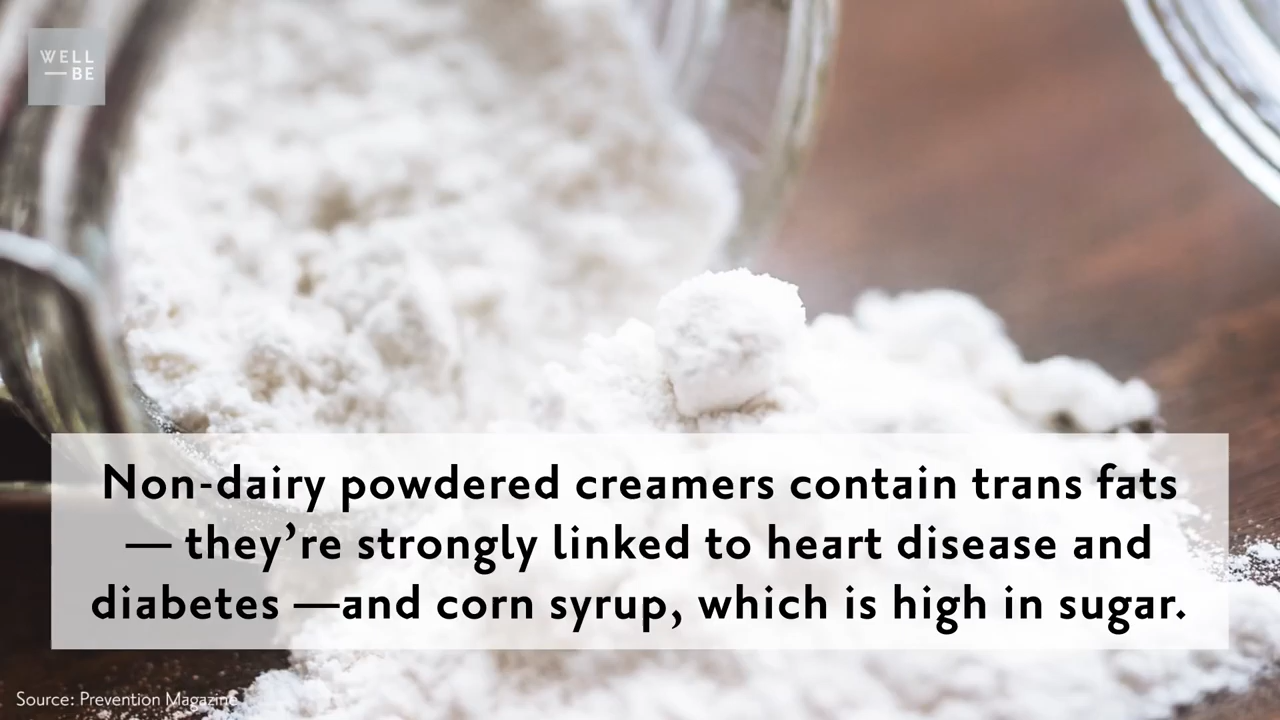 WELL
—BE
Non-dairy powdered creamers contain trans fats
— they’re strongly linked to heart disease and
diabetes —and corn syrup, which is high in sugar.
Source: Prevention Magazine